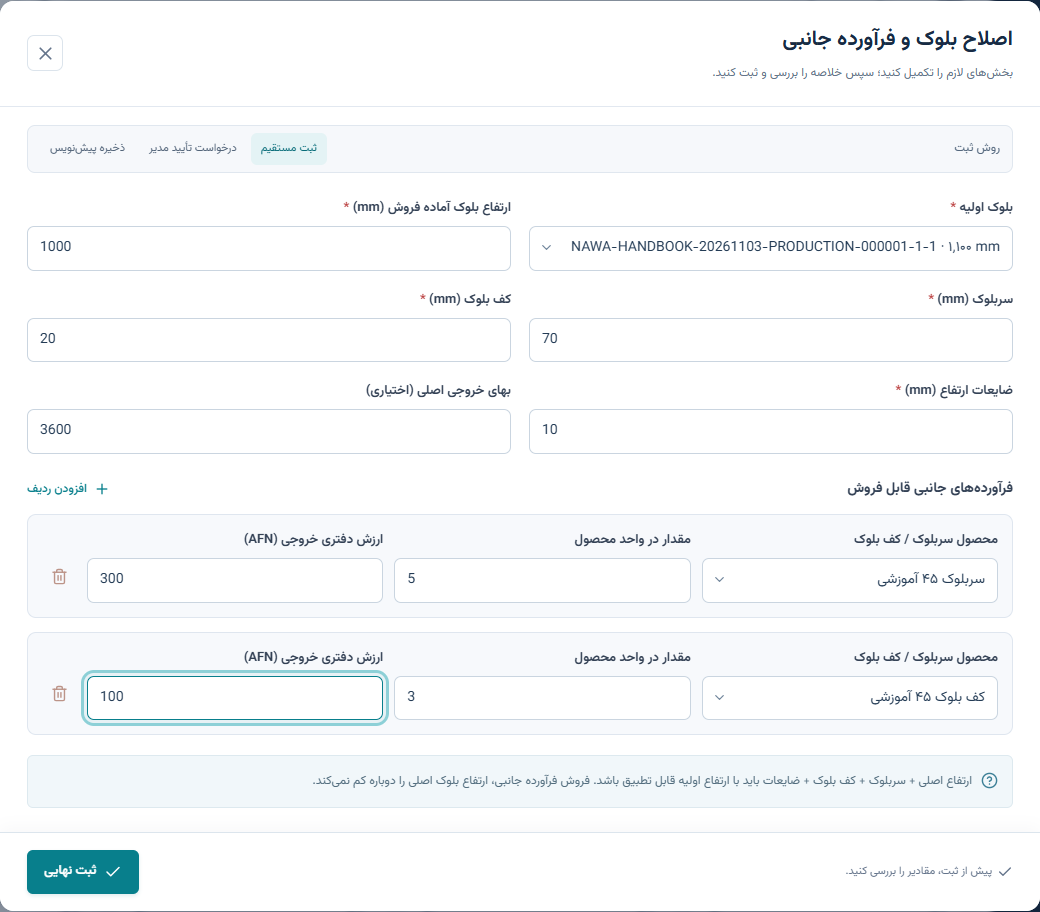 اصلاح بلوک و فرآورده جانبی
بخش‌های لازم را تکمیل کنید؛ سپس خلاصه را بررسی و ثبت کنید.
روش ثبت
ثبت مستقیم
درخواست تأیید مدیر
ذخیره پیش‌نویس
بلوک اولیه *
NAWA-HANDBOOK-20261103-PRODUCTION-000001-1-1 · ۱,۱۰۰ mm
ارتفاع بلوک آماده فروش (mm) *
1000
سربلوک (mm) *
70
کف بلوک (mm) *
20
ضایعات ارتفاع (mm) *
10
بهای خروجی اصلی (اختیاری)
3600
فرآورده‌های جانبی قابل فروش
افزودن ردیف
محصول سربلوک / کف بلوک
سربلوک ۴۵ آموزشی
مقدار در واحد محصول
5
ارزش دفتری خروجی (AFN)
300
محصول سربلوک / کف بلوک
کف بلوک ۴۵ آموزشی
مقدار در واحد محصول
3
ارزش دفتری خروجی (AFN)
100
ارتفاع اصلی + سربلوک + کف بلوک + ضایعات باید با ارتفاع اولیه قابل تطبیق باشد. فروش فرآورده جانبی، ارتفاع بلوک اصلی را دوباره کم نمی‌کند.
پیش از ثبت، مقادیر را بررسی کنید.
ثبت نهایی